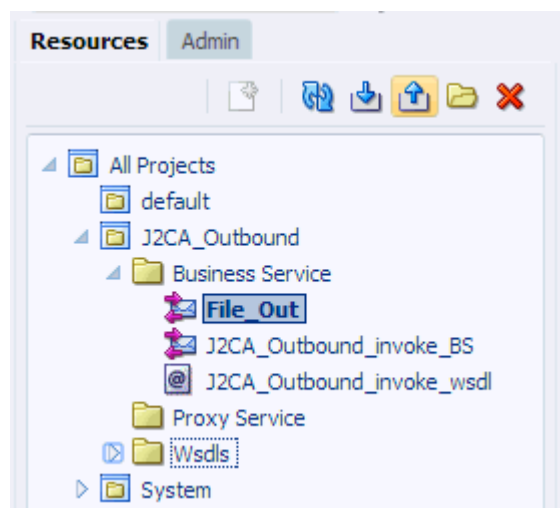 Resources Admin
All Projects
default
J2CA_Outbound
Business Service
File_Out
J2CA_Outbound_invoke_BS
J2CA_Outbound_invoke_wsdl
Proxy Service
Wsdls
System